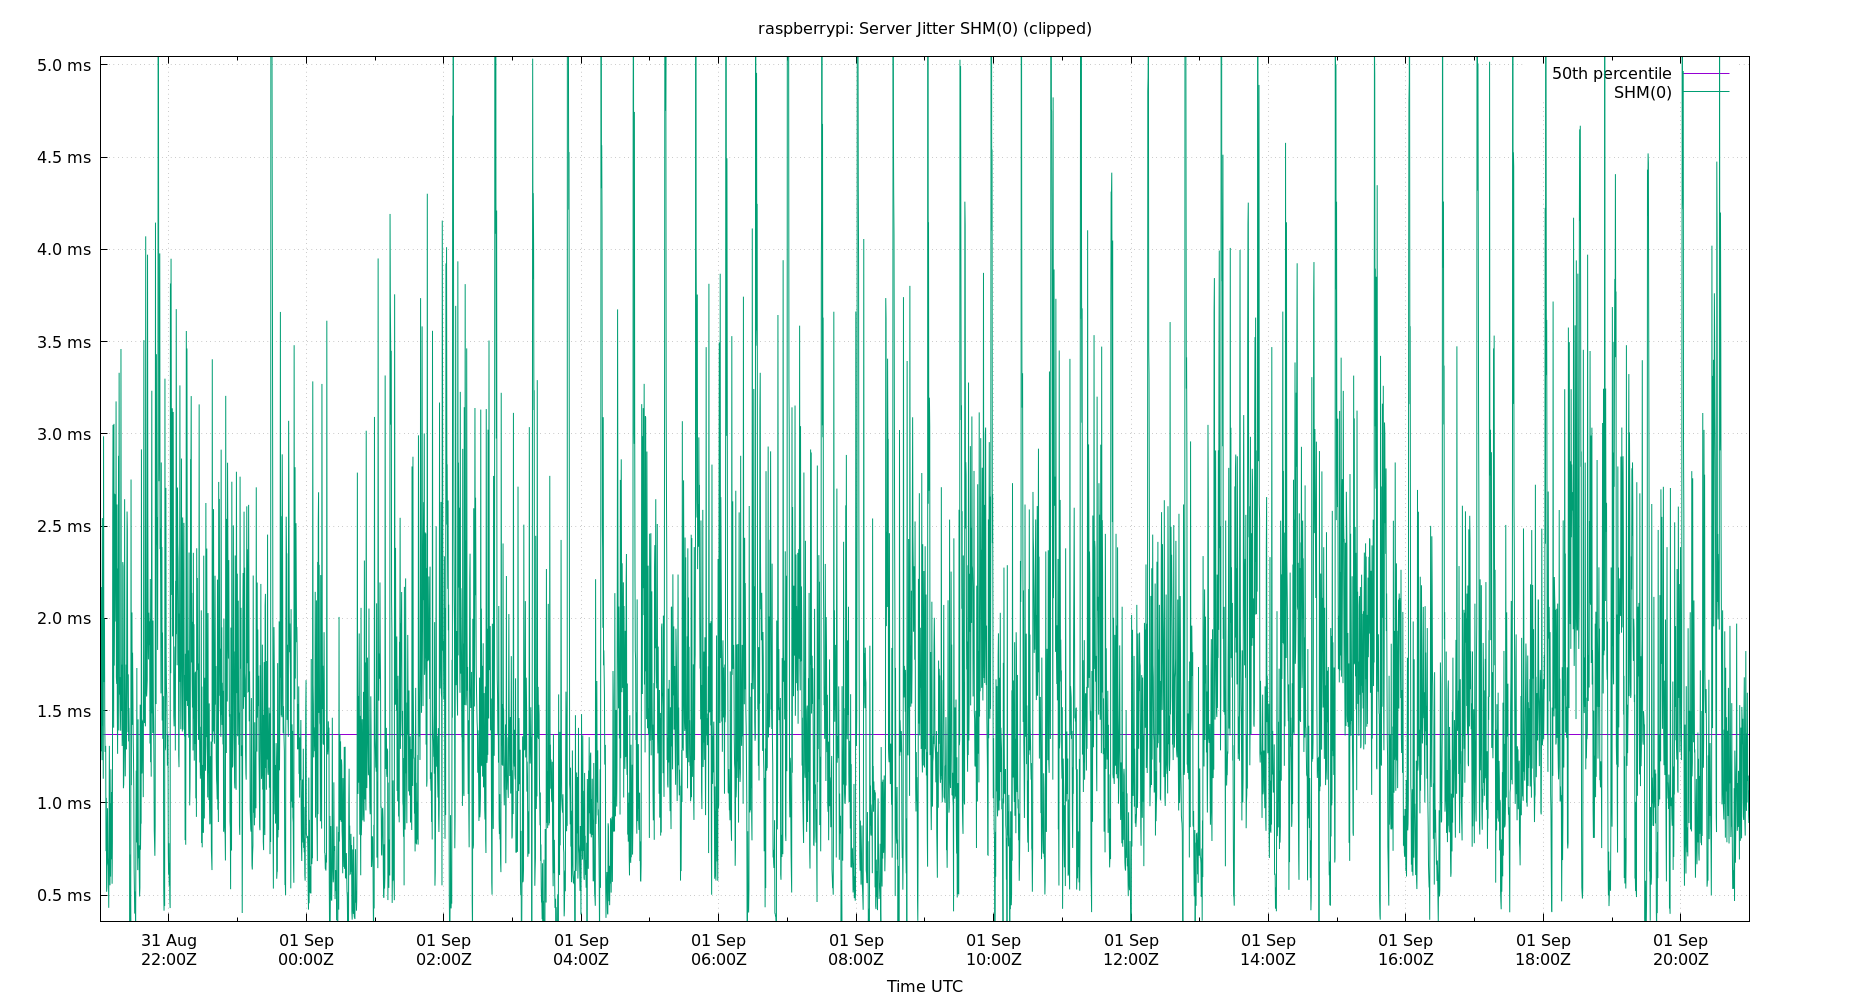 raspberrypi: Server Jitter SHM(0) (clipped)
50th percentile
SHM(0)
5.0 ms
4.5 ms
4.0 ms
3.5 ms
3.0 ms
2.5 ms
2.0 ms
1.5 ms
1.0 ms
0.5 ms
31 Aug 01 Sep 01 Sep 01 Sep 01 Sep 01 Sep 01 Sep 01 Sep 01 Sep 01 Sep 01 Sep 01 Sep
22:00Z 00:00Z 02:00Z 04:00Z 06:00Z 08:00Z 10:00Z 12:00Z 14:00Z 16:00Z 18:00Z 20:00Z
Time UTC